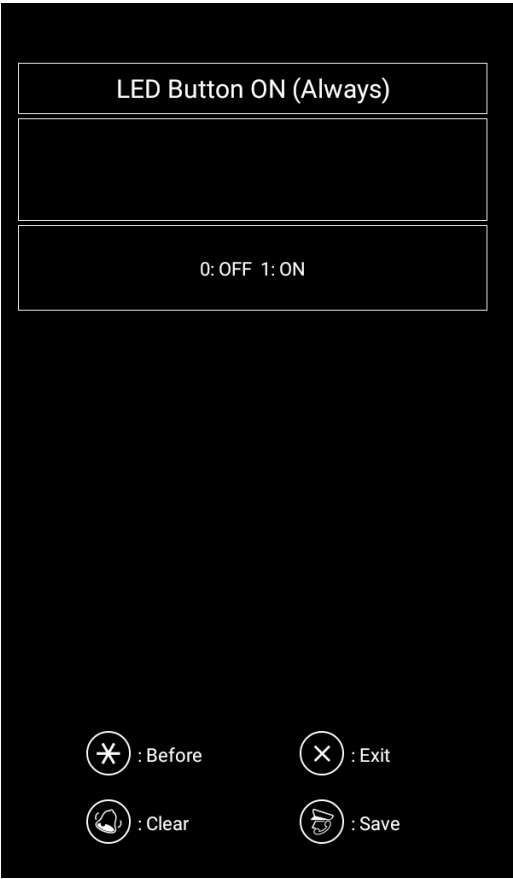 LED Button ON (Always)
0: OFF 1: ON
: Before
: Exit
: Clear
: Save